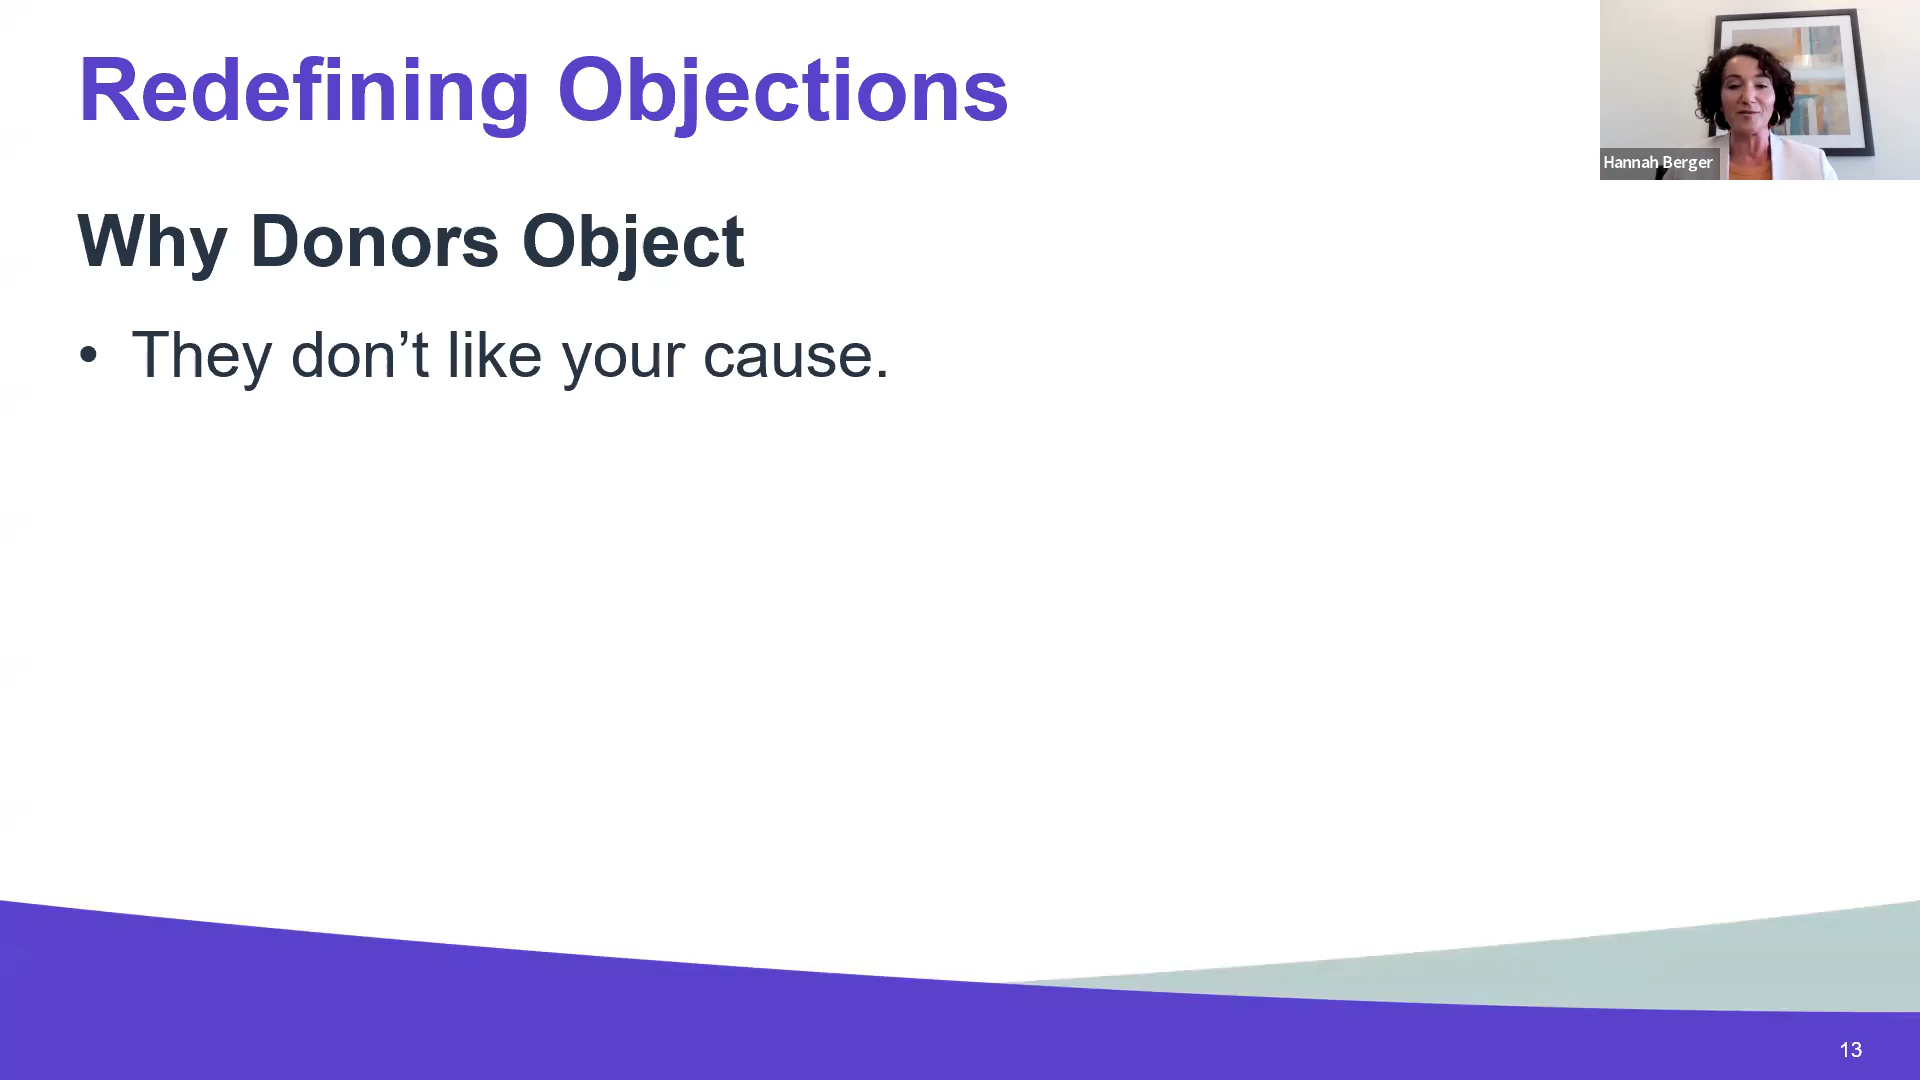 Redefining Objections
Hannah Berger
Why Donors Object
• They don’t like your cause.
13